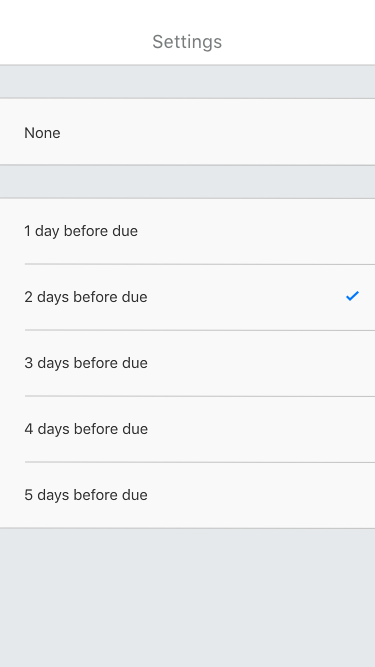 Settings
None
1 day before due
2 days before due
3 days before due
4 days before due
5 days before due